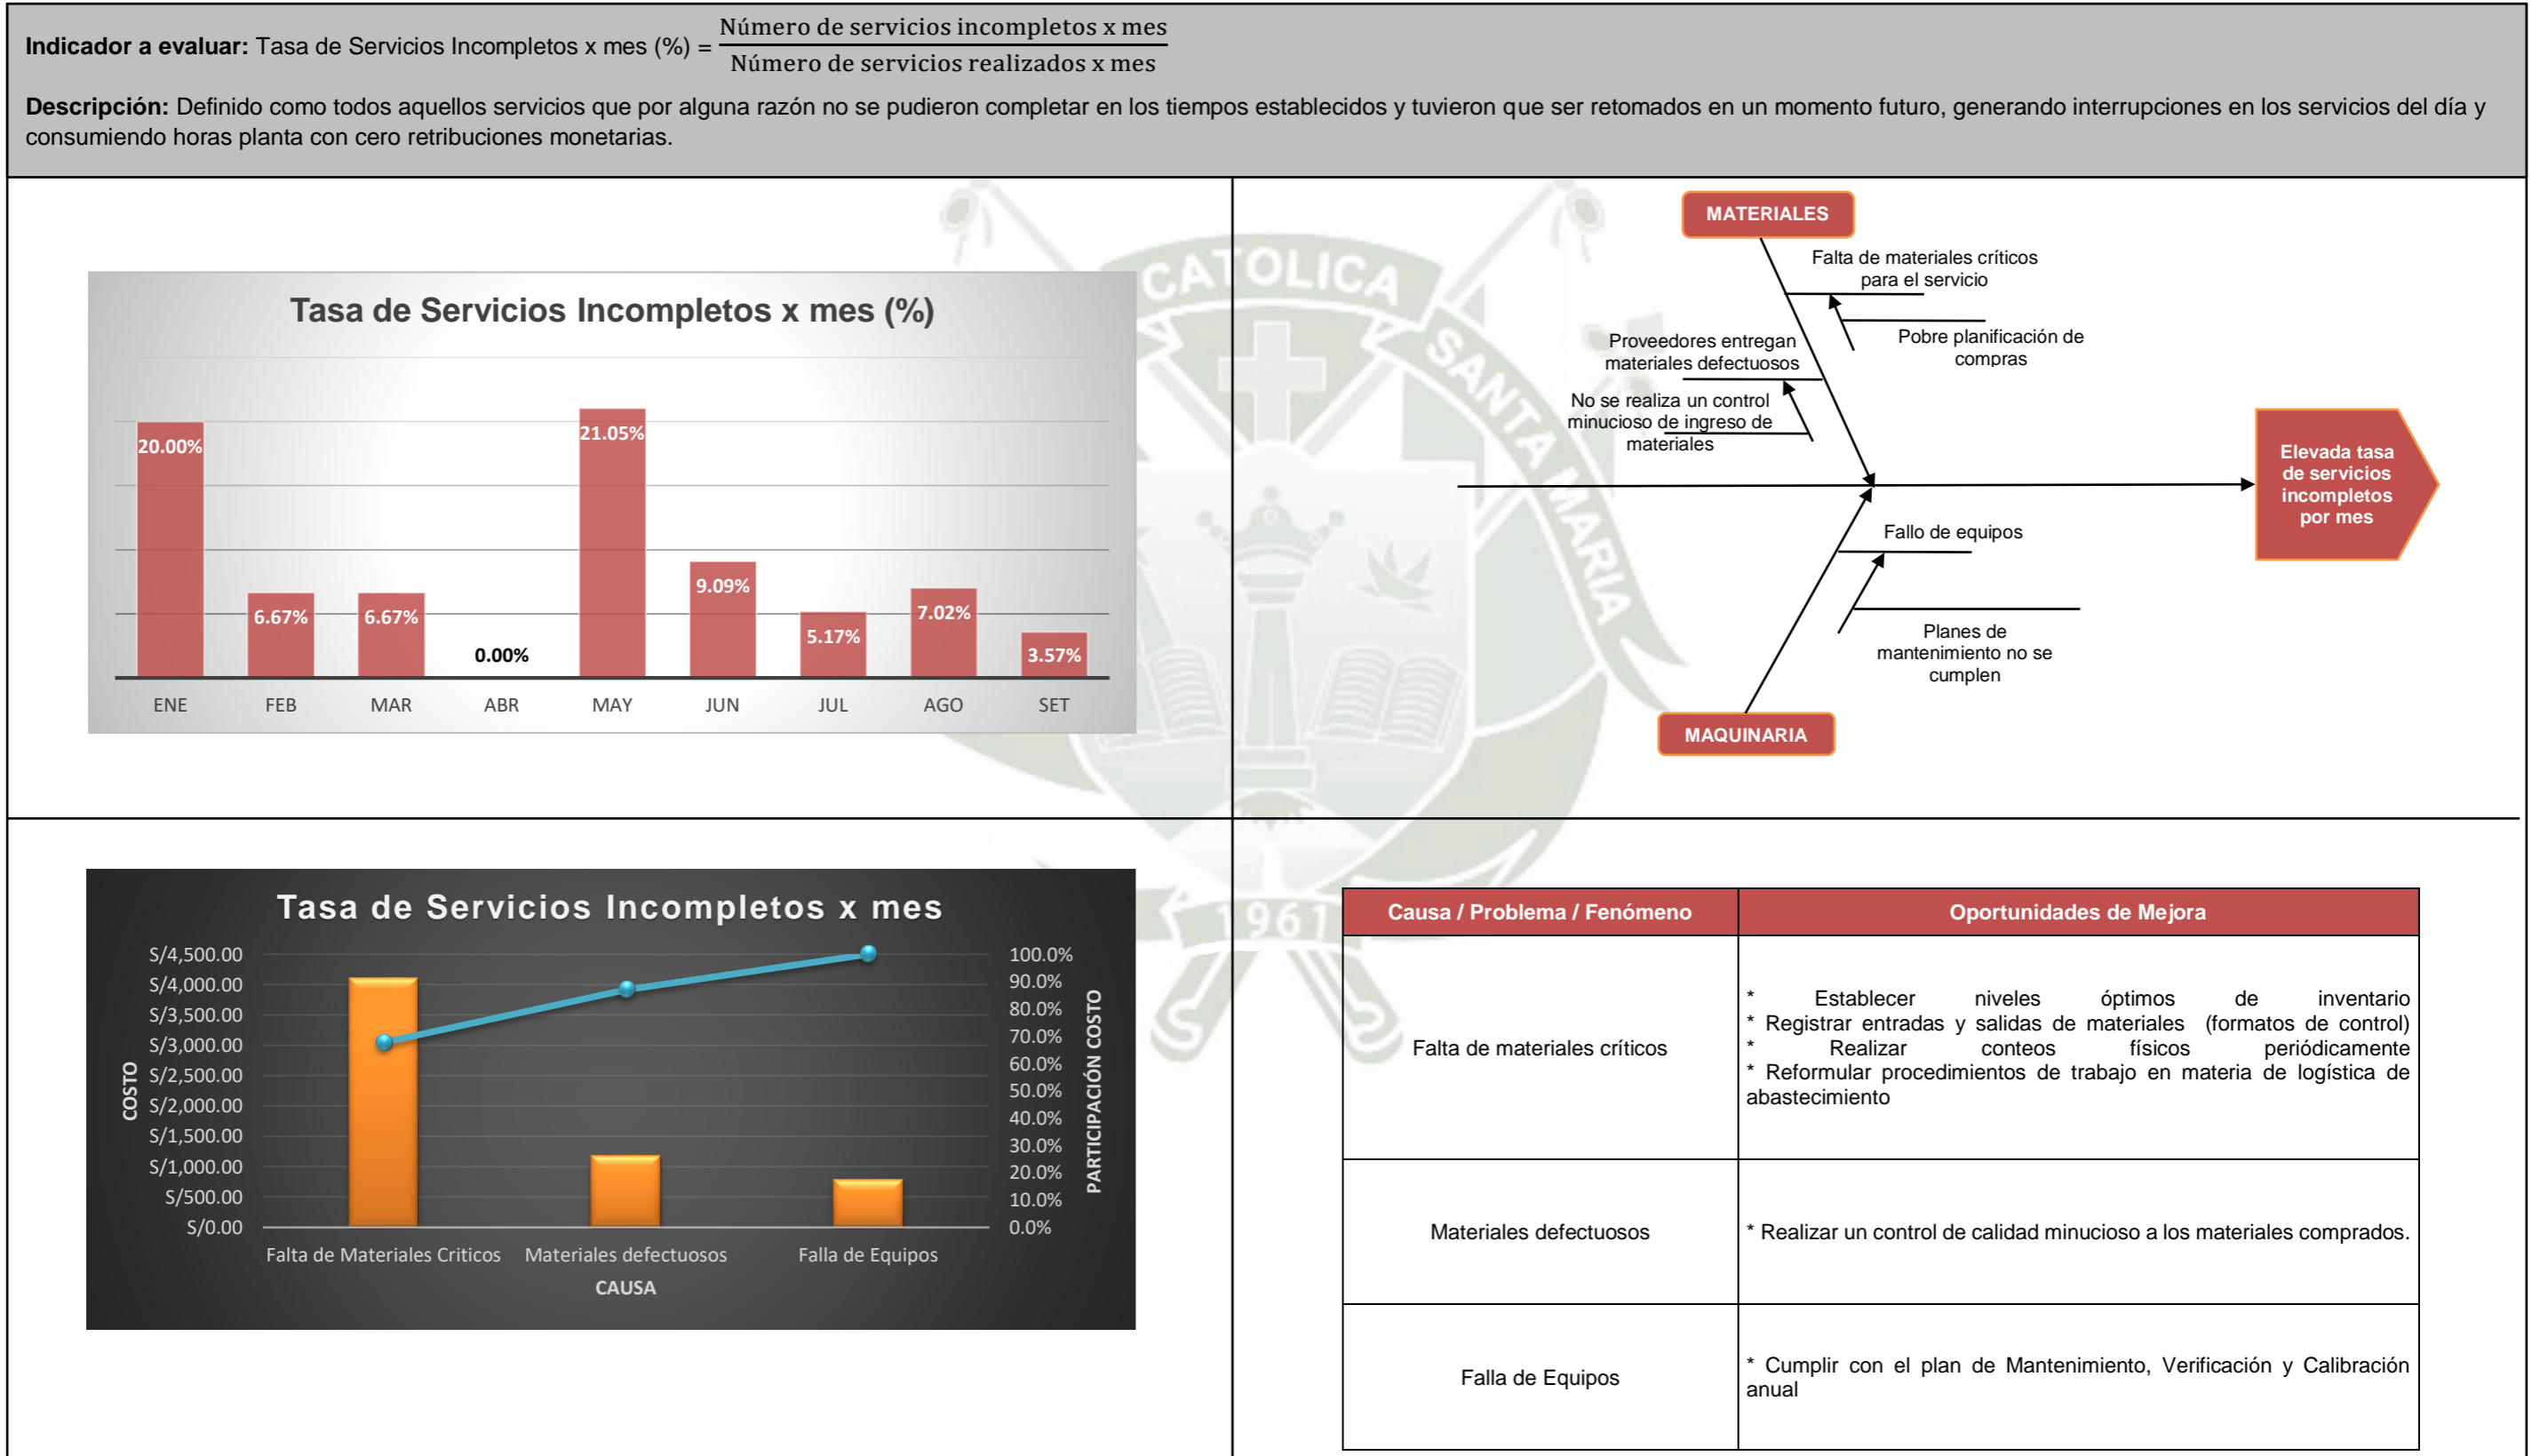 Indicador a evaluar: Tasa de Servicios Incompletos x mes (%) = Número de servicios incompletos x mes
Número de servicios realizados x mes
Descripción: Definido como todos aquellos servicios que por alguna razón no se pudieron completar en los tiempos establecidos y tuvieron que ser retomados en un momento futuro, generando interrupciones en los servicios del día y
consumiendo horas planta con cero retribuciones monetarias.
Tasa de Servicios Incompletos x mes (%)
20.00%
6.67%
6.67%
0.00%
21.05%
9.09%
5.17%
7.02%
3.57%
ENE
FEB
MAR
ABR
MAY
JUN
JUL
AGO
SET
MATERIALES
Falta de materiales críticos
para el servicio
Pobre planificación de
compras
Proveedores entregan
materiales defectuosos
No se realiza un control
minucioso de ingreso de
materiales
Elevada tasa
de servicios
incompletos
por mes
Fallo de equipos
Planes de
mantenimiento no se
cumplen
MAQUINARIA
CATOLICA
SANTA MARIA
1961
Tasa de Servicios Incompletos x mes
COSTO
S/4,500.00
S/4,000.00
S/3,500.00
S/3,000.00
S/2,500.00
S/2,000.00
S/1,500.00
S/1,000.00
S/500.00
S/0.00
100.0%
90.0%
80.0%
70.0%
60.0%
50.0%
40.0%
30.0%
20.0%
10.0%
0.0%
PARTICIPACIÓN COSTO
Falta de Materiales Criticos
Materiales defectuosos
Falla de Equipos
CAUSA
Causa / Problema / Fenómeno
Oportunidades de Mejora
Falta de materiales críticos
* Establecer niveles óptimos de inventario
* Registrar entradas y salidas de materiales (formatos de control)
* Realizar conteos físicos periódicamente
* Reformular procedimientos de trabajo en materia de logística de
abastecimiento
Materiales defectuosos
* Realizar un control de calidad minucioso a los materiales comprados.
Falla de Equipos
* Cumplir con el plan de Mantenimiento, Verificación y Calibración
anual